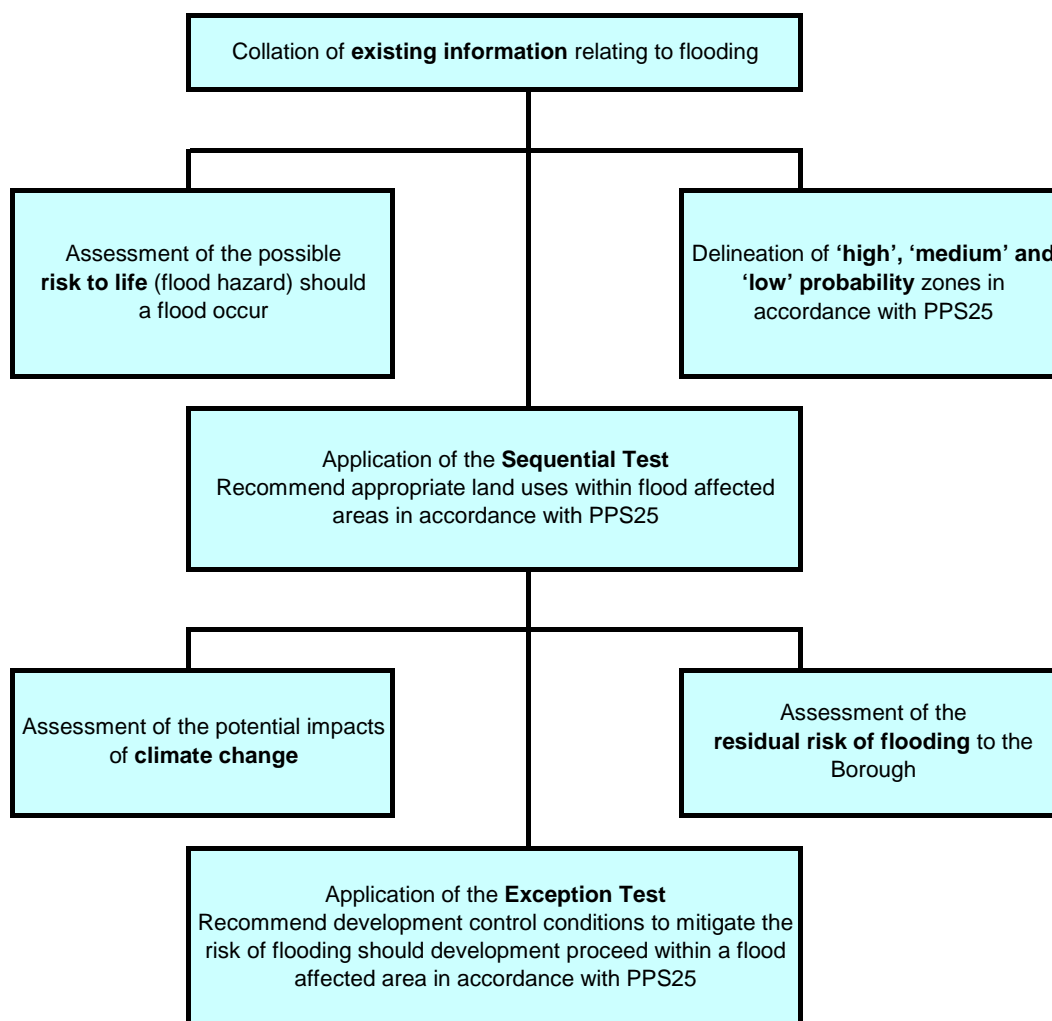 Collation of existing information relating to flooding
Assessment of the possible
risk to life (flood hazard) should
a flood occur
Delineation of ‘high’, ‘medium’ and
‘low’ probability zones in
accordance with PPS25
Application of the Sequential Test
Recommend appropriate land uses within flood affected
areas in accordance with PPS25
Assessment of the potential impacts
of climate change
Assessment of the
residual risk of flooding to the
Borough
Application of the Exception Test
Recommend development control conditions to mitigate the
risk of flooding should development proceed within a flood
affected area in accordance with PPS25